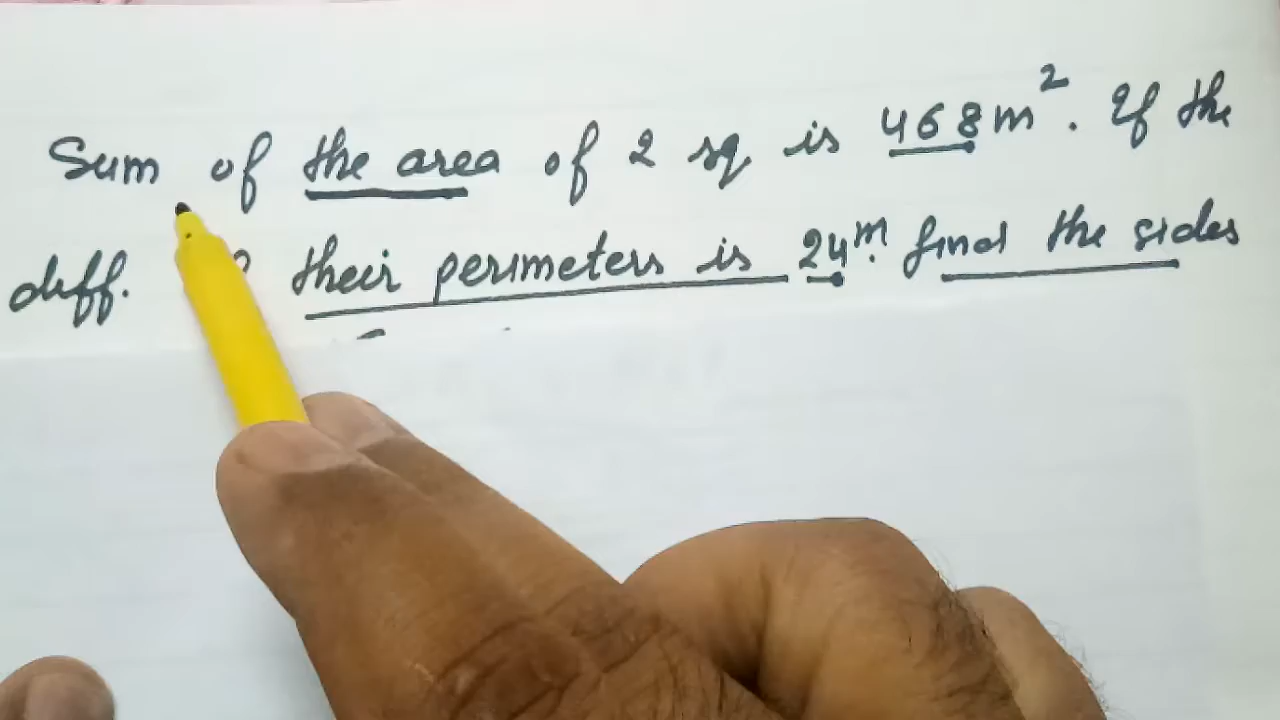 Sum of the area of 2 sq is 468m². If the
diff. their perimeters is 24m. find the sides